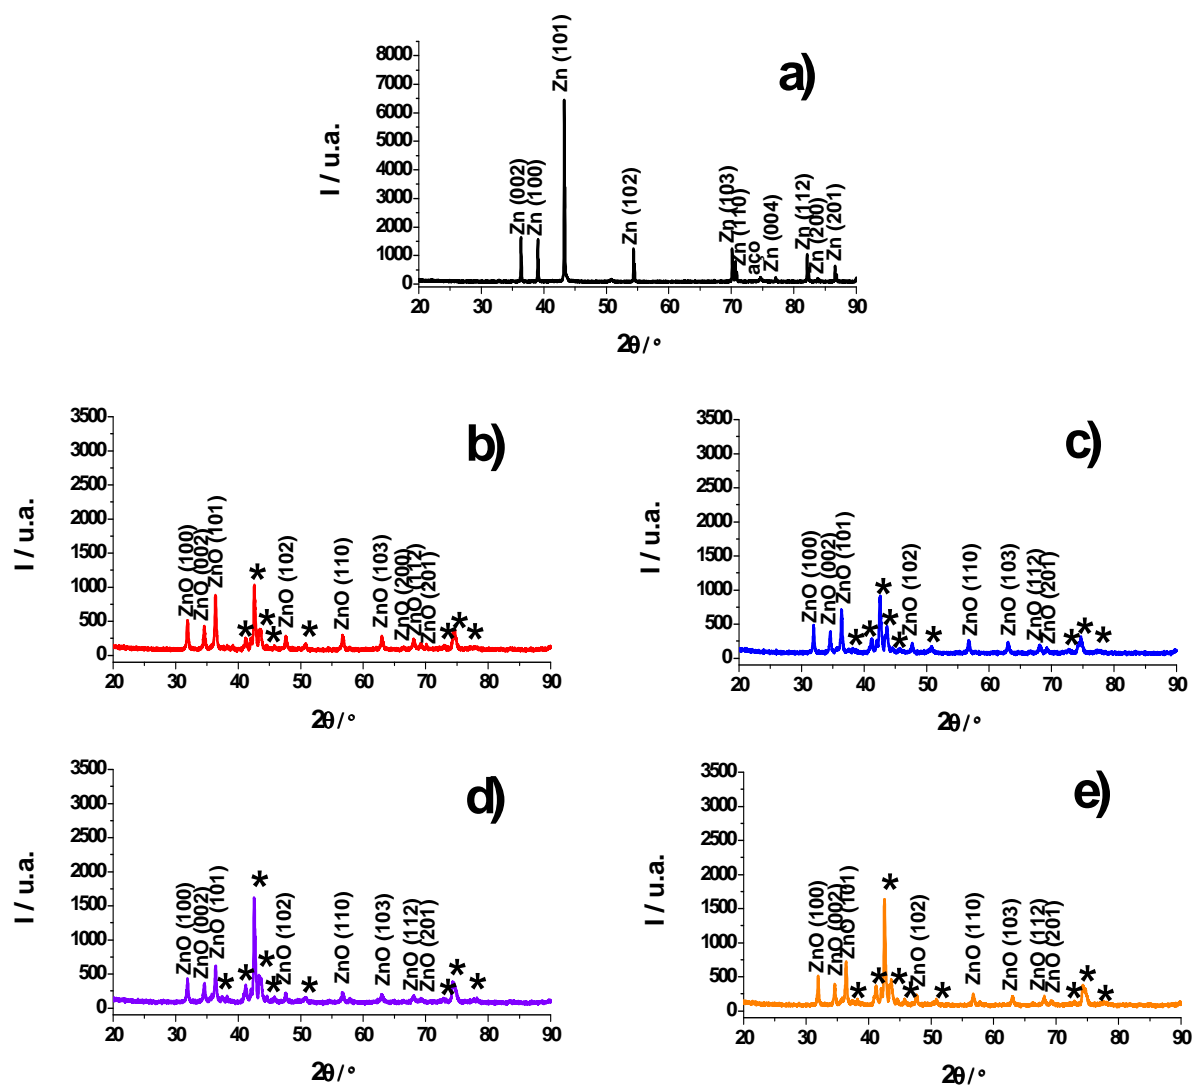 a)
I / u.a.
8000
7000
6000
5000
4000
3000
2000
1000
0
Zn (002)
Zn (100)
Zn (101)
Zn (102)
Zn (103)
Zn (110)
aço
Zn (004)
Zn (112)
Zn (200)
Zn (201)
20 30 40 50 60 70 80 90
2θ / °
b)
I / u.a.
3500
3000
2500
2000
1500
1000
500
0
ZnO (100)
ZnO (002)
ZnO (101)
*
*
*
*
ZnO (102)
*
ZnO (110)
ZnO (103)
ZnO (200)
ZnO (112)
ZnO (201)
*
*
*
20 30 40 50 60 70 80 90
2θ / °
c)
I / u.a.
3500
3000
2500
2000
1500
1000
500
0
ZnO (100)
ZnO (002)
ZnO (101)
*
*
*
*
*
ZnO (102)
*
ZnO (110)
ZnO (103)
ZnO (112)
ZnO (201)
*
*
*
20 30 40 50 60 70 80 90
2θ / °
d)
I / u.a.
3500
3000
2500
2000
1500
1000
500
0
ZnO (100)
ZnO (002)
ZnO (101)
*
*
*
*
*
ZnO (102)
*
ZnO (110)
ZnO (103)
ZnO (112)
ZnO (201)
*
*
*
20 30 40 50 60 70 80 90
2θ / °
e)
I / u.a.
3500
3000
2500
2000
1500
1000
500
0
ZnO (100)
ZnO (002)
ZnO (101)
*
*
*
*
*
ZnO (102)
*
ZnO (110)
ZnO (103)
ZnO (112)
ZnO (201)
*
*
*
20 30 40 50 60 70 80 90
2θ / °